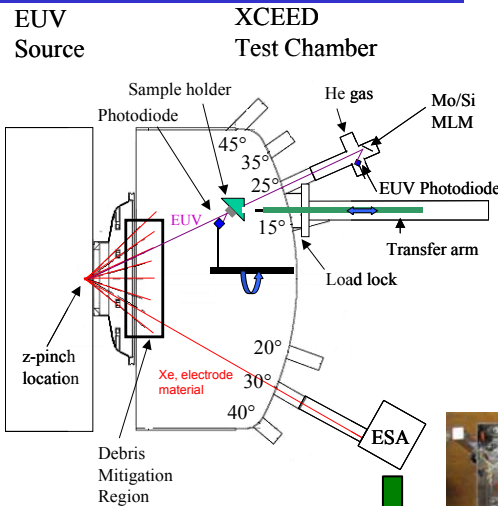 EUV
Source
XCEED
Test Chamber
Sample holder
Photodiode
He gas
Mo/Si
MLM
45°
35°
25°
15°
EUV
EUV Photodiode
Transfer arm
Load lock
z-pinch
location
Xe, electrode
material
20°
30°
40°
ESA
Debris
Mitigation
Region